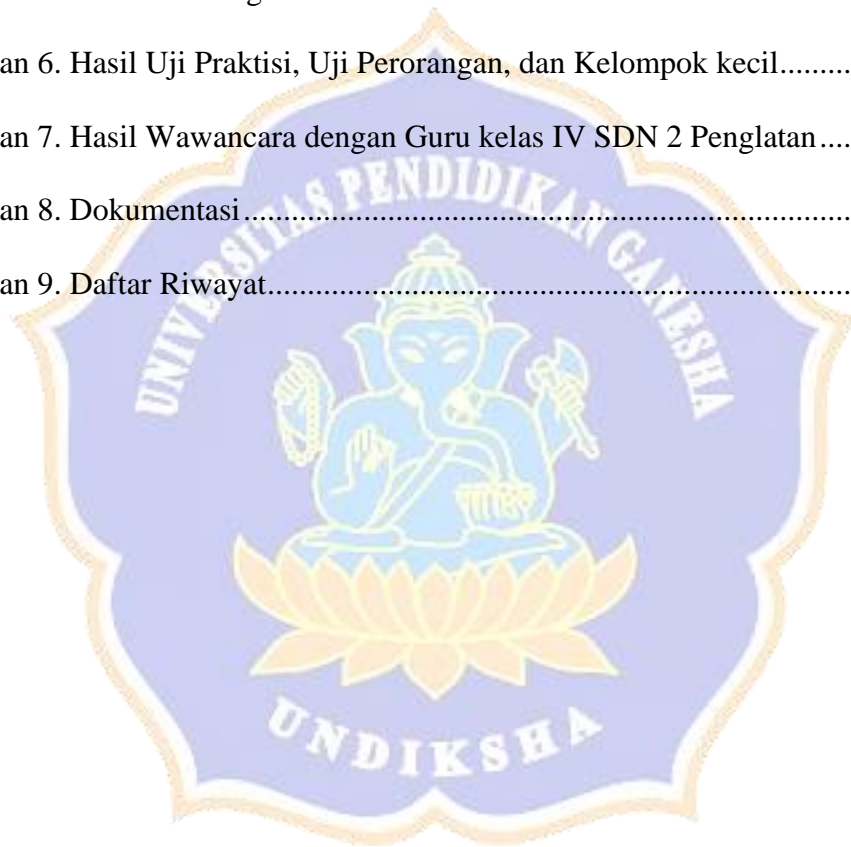 an 6. Hasil Uji Praktisi, Uji Perorangan, dan Kelompok kecil.........
an 7. Hasil Wawancara dengan Guru kelas IV SDN 2 Penglatan....
an 8. Dokumentasi................................................................
an 9. Daftar Riwayat.............................................................
UNIVERSITAS PENDIDIKAN GANESHA
UNDIKSHA